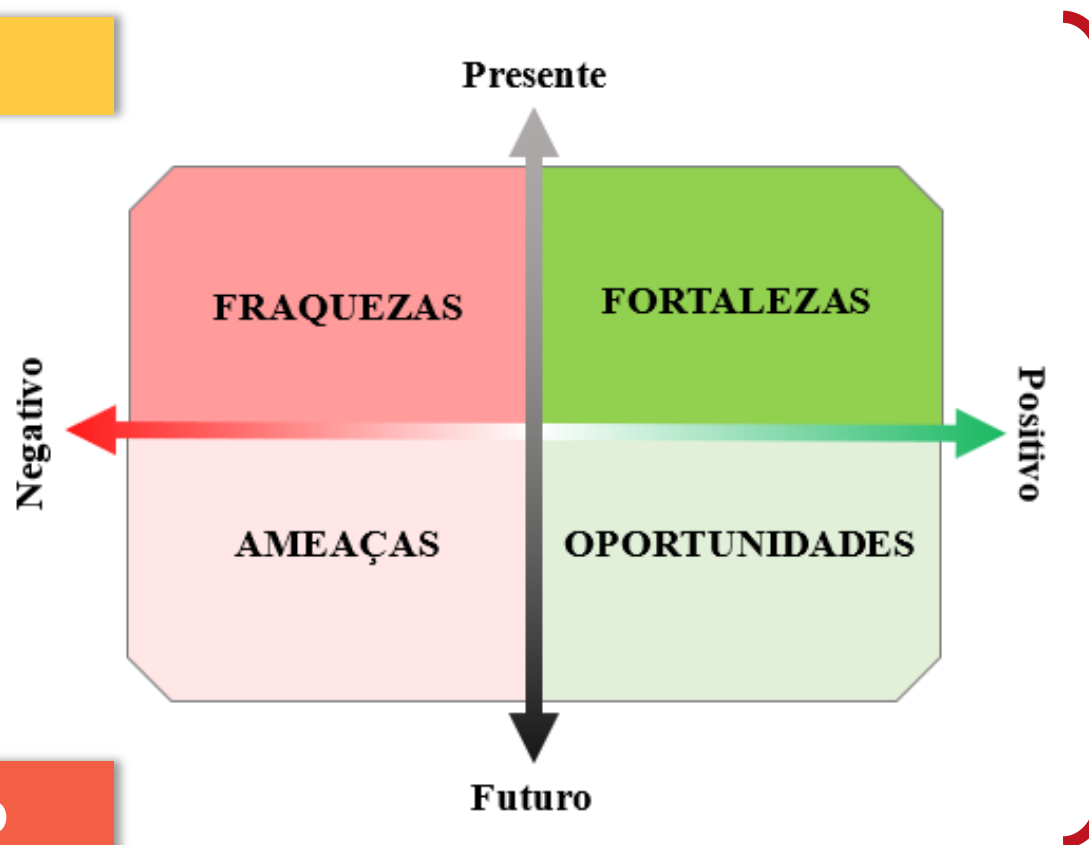 Presente
FRAQUEZAS
FORTALEZAS
Negativo
Positivo
AMEAÇAS
OPORTUNIDADES
Futuro